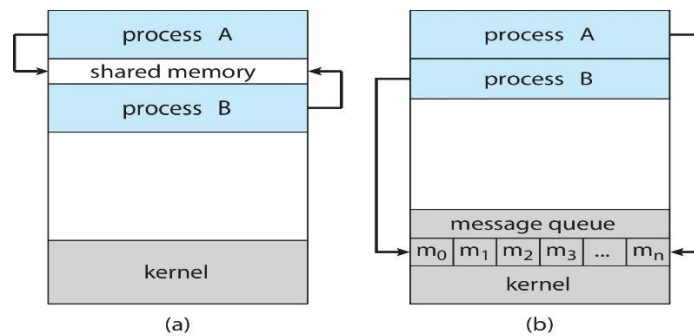 process A
shared memory
process B
kernel
(a)
process A
process B
message queue
m₀ m₁ m₂ m₃ ... mₙ
kernel
(b)